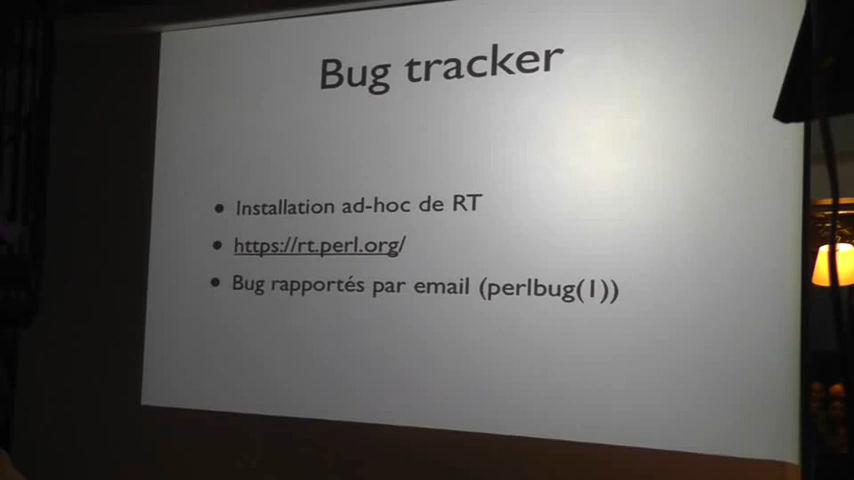 Bug tracker
• Installation ad-hoc de RT
• https://rt.perl.org/
• Bug rapportés par email (perlbug(1))